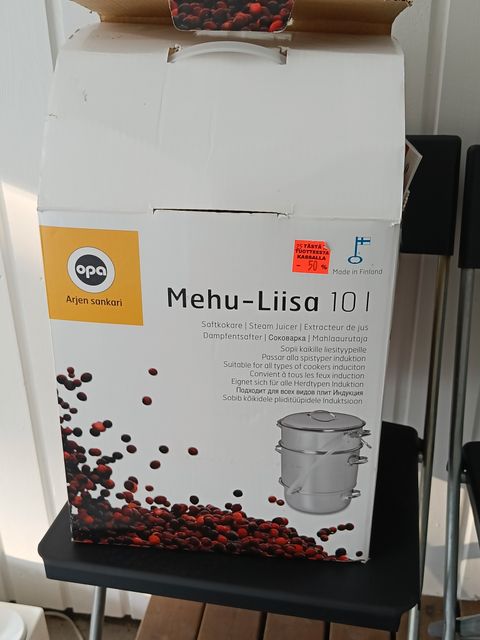 opa
Arjen sankari
TÄSTÄ
TUOTTEESTA
KASSALLA
- 50 %
Made in Finland
Mehu-Liisa 10 l
Saftkokare | Steam Juicer | Extracteur de jus
Dampfentsafter | Соковарка | Mahlaaurutaja
Sopii kaikille liesityypeille
Passar alla spistyper induktion
Suitable for all types of cookers induciton
Convient à tous les feux induction
Eignet sich für alle Herdtypen Induktion
Подходит для всех видов плит Индукция
Sobib kõikidele pliiditüüpidele Induktsioon